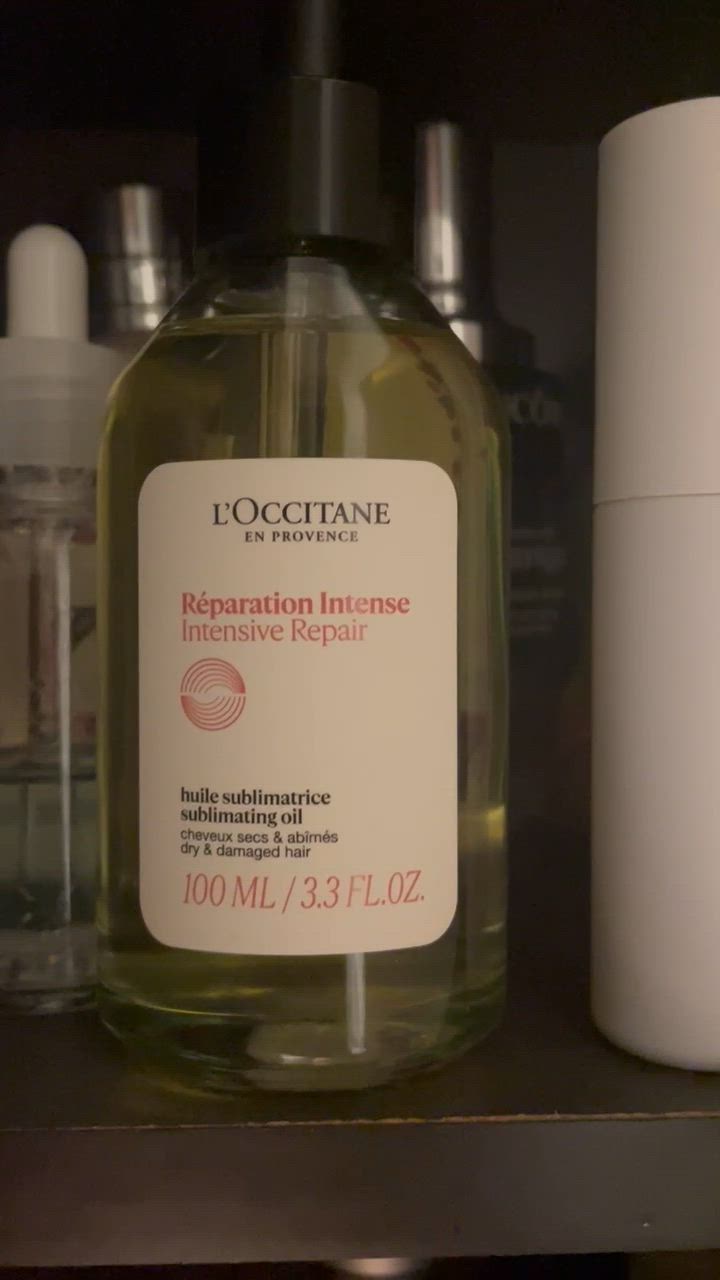 L'OCCITANE
EN PROVENCE
Réparation Intense
Intensive Repair
huile sublimatrice
sublimating oil
cheveux secs & abîmés
dry & damaged hair
100 ML / 3.3 FL.OZ.